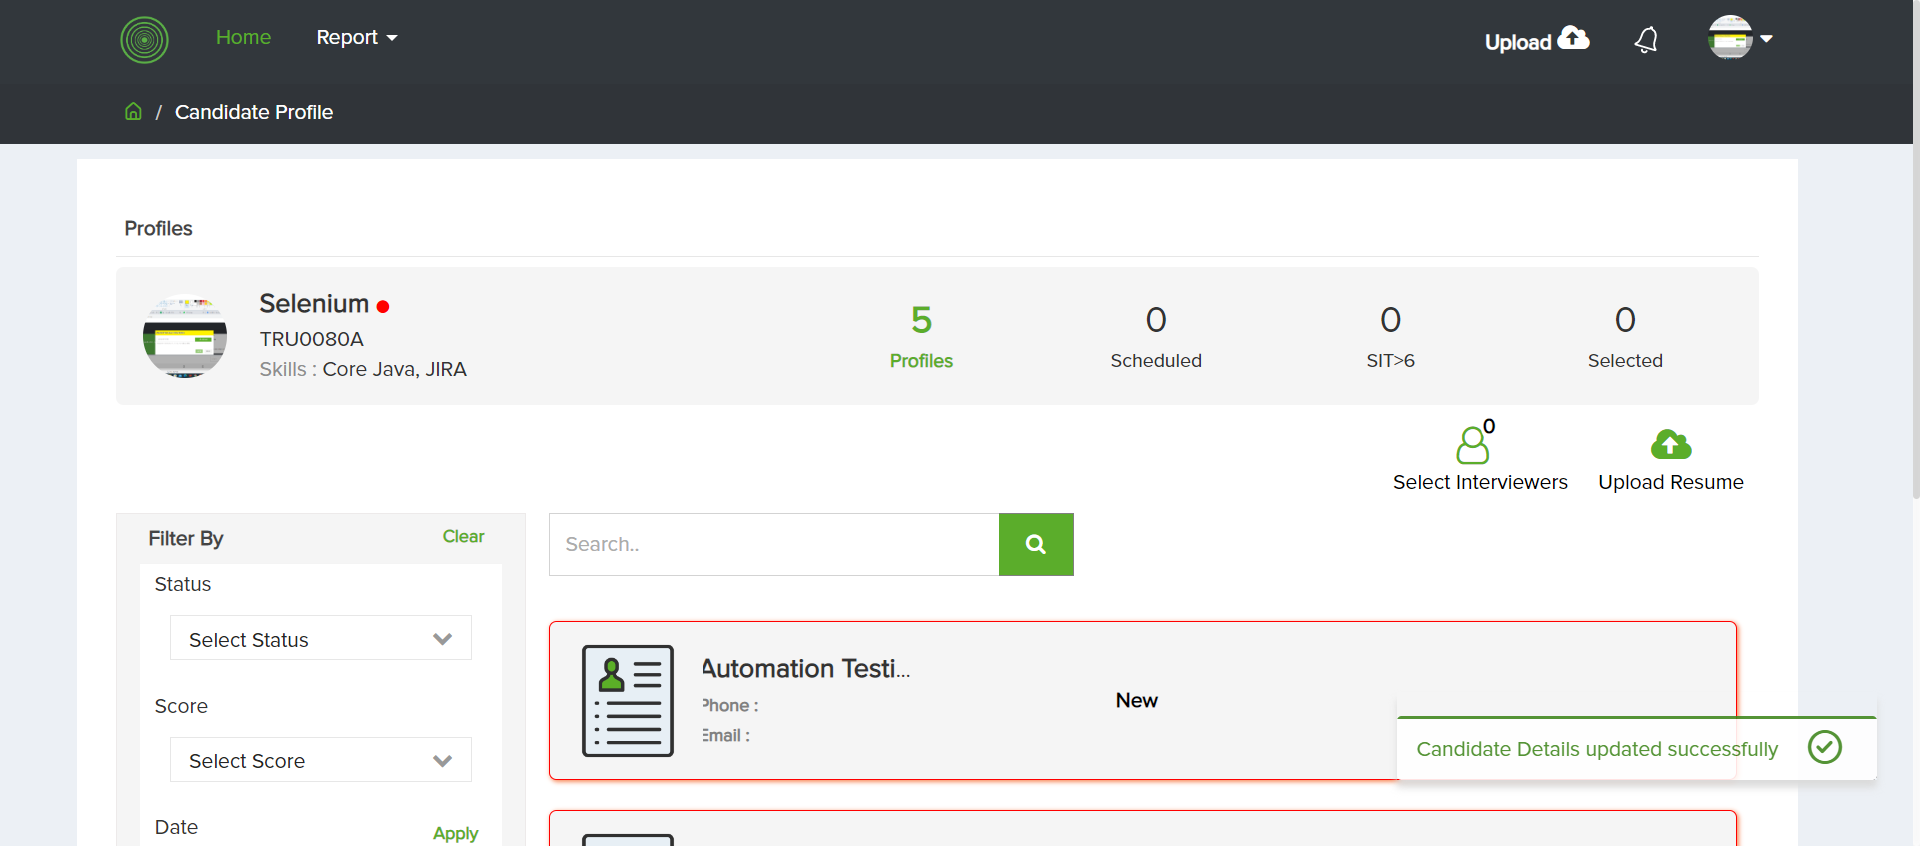 Home
Report
Upload
/ Candidate Profile
Profiles
Selenium
TRU0080A
Skills : Core Java, JIRA
5
Profiles
0
Scheduled
0
SIT>6
0
Selected
0
Select Interviewers
Upload Resume
Filter By
Clear
Search..
Status
Select Status
Score
Select Score
Date
Apply
Automation Testi...
Phone :
Email :
New
Candidate Details updated successfully